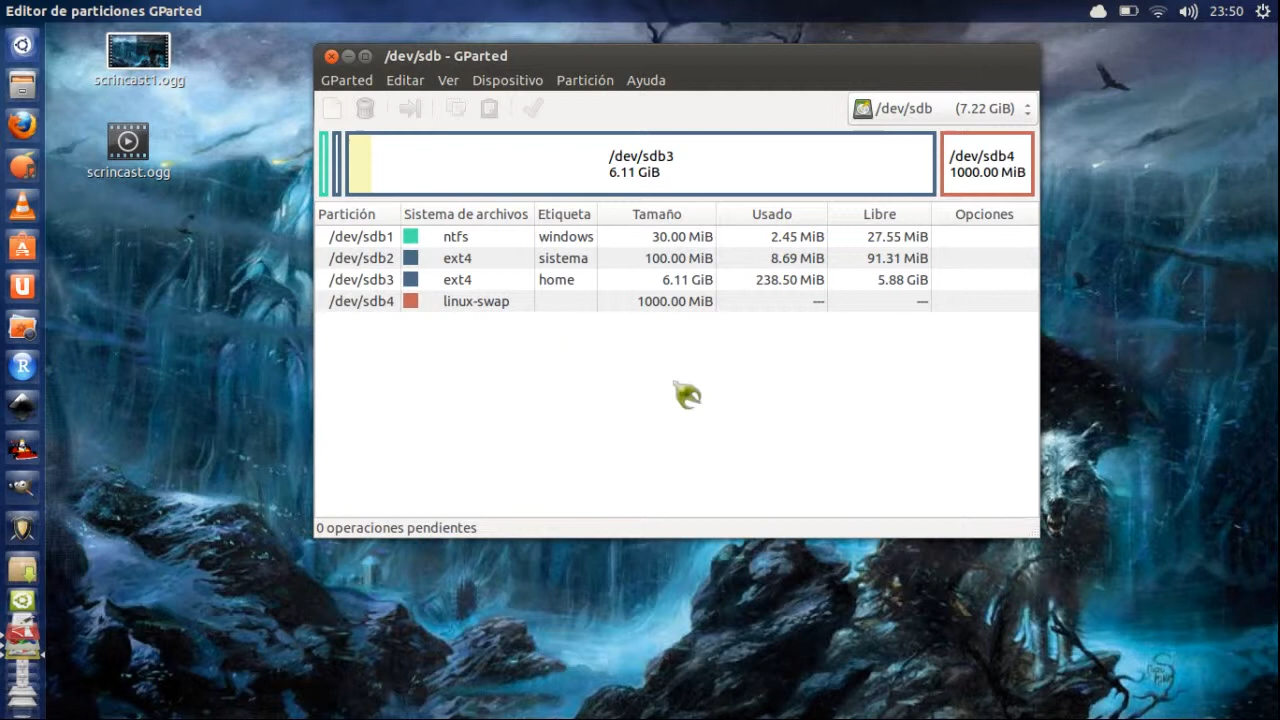 Editor de particiones GParted
23:50
scrincast1.ogg
scrincast.ogg
/dev/sdb - GParted
GParted Editar Ver Dispositivo Partición Ayuda
/dev/sdb (7.22 GiB)
/dev/sdb3
6.11 GiB
/dev/sdb4
1000.00 MiB
Partición Sistema de archivos Etiqueta Tamaño Usado Libre Opciones
/dev/sdb1 ntfs windows 30.00 MiB 2.45 MiB 27.55 MiB
/dev/sdb2 ext4 sistema 100.00 MiB 8.69 MiB 91.31 MiB
/dev/sdb3 ext4 home 6.11 GiB 238.50 MiB 5.88 GiB
/dev/sdb4 linux-swap 1000.00 MiB --- ---
0 operaciones pendientes